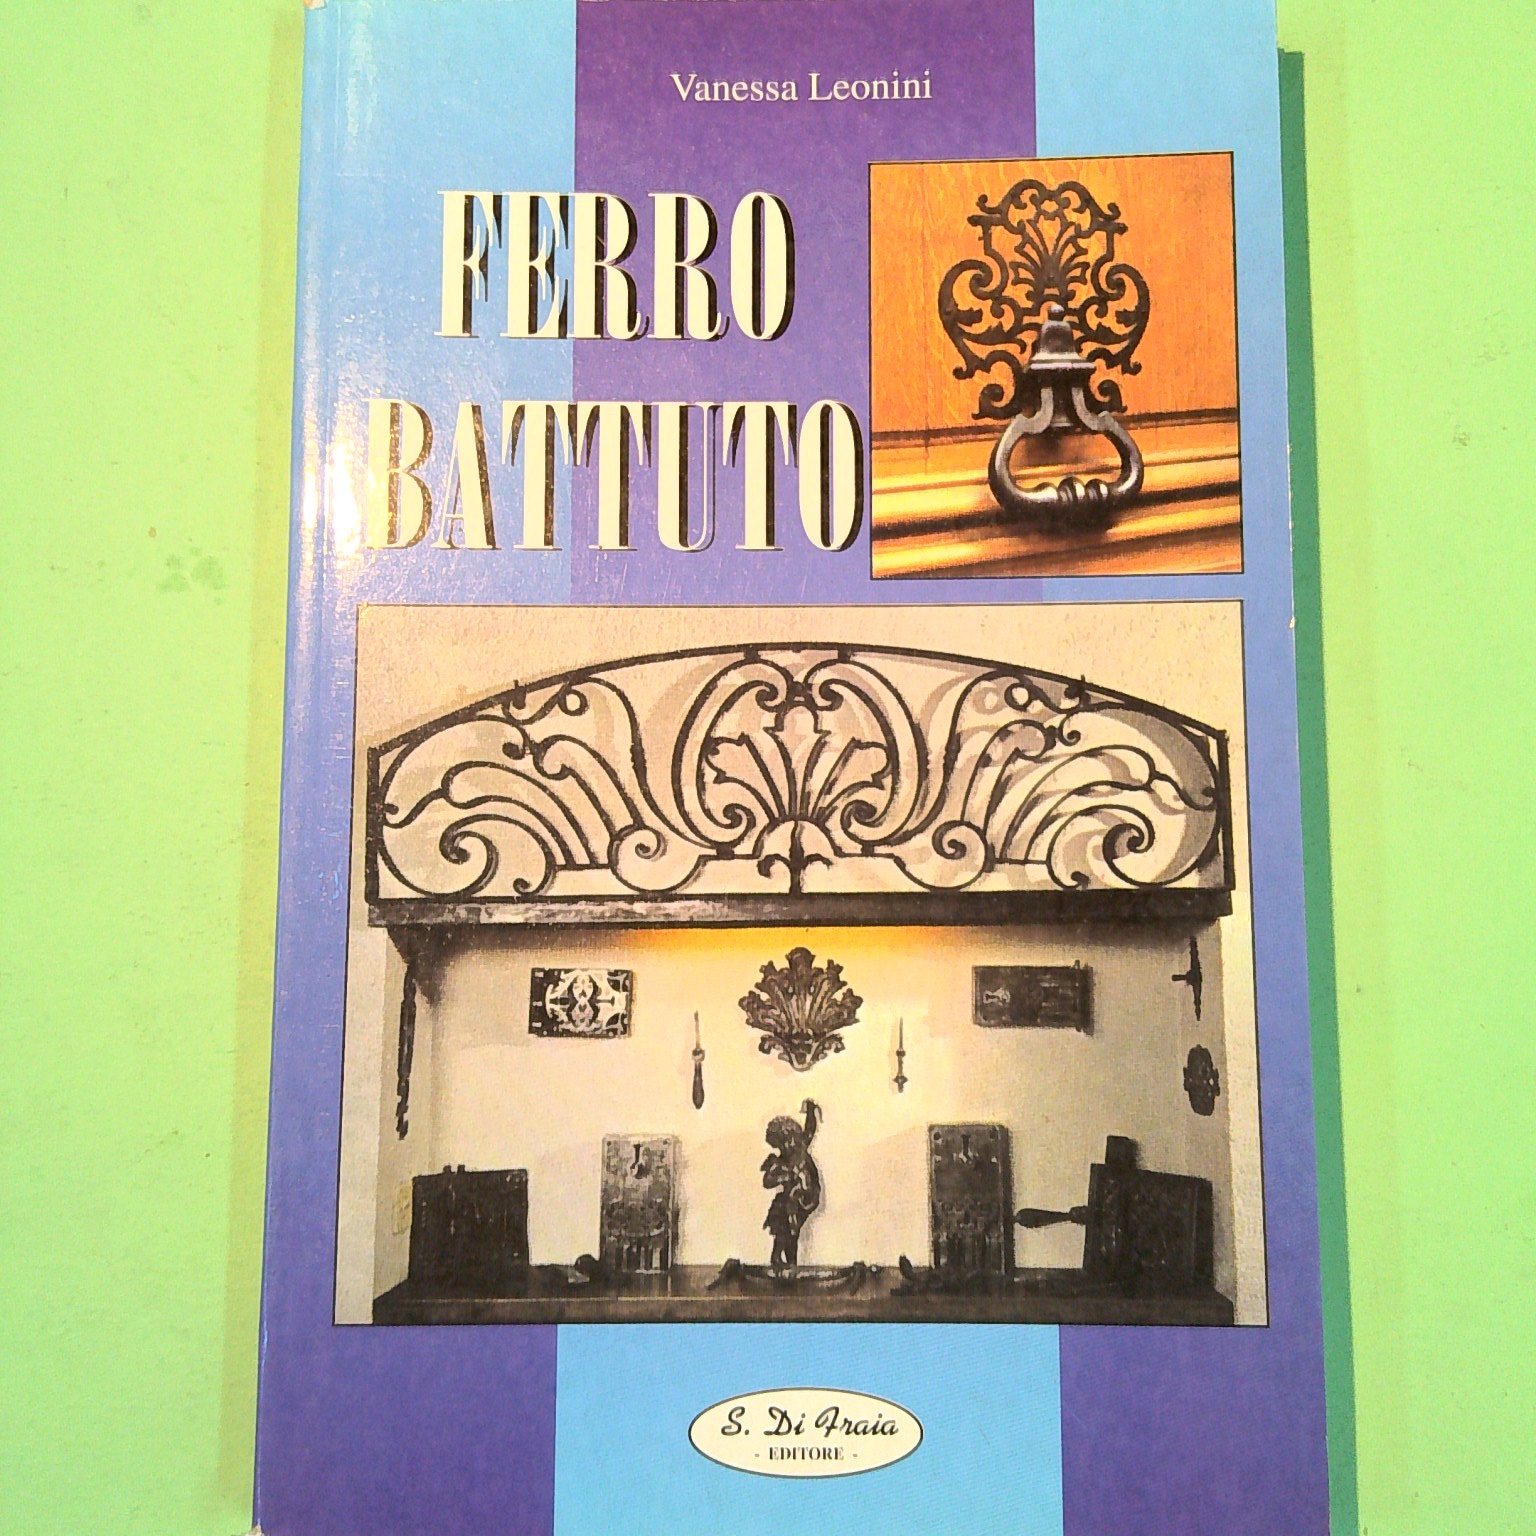 Vanessa Leonini
FERRO
BATTUTO
S. Di Fraia
- EDITORE -